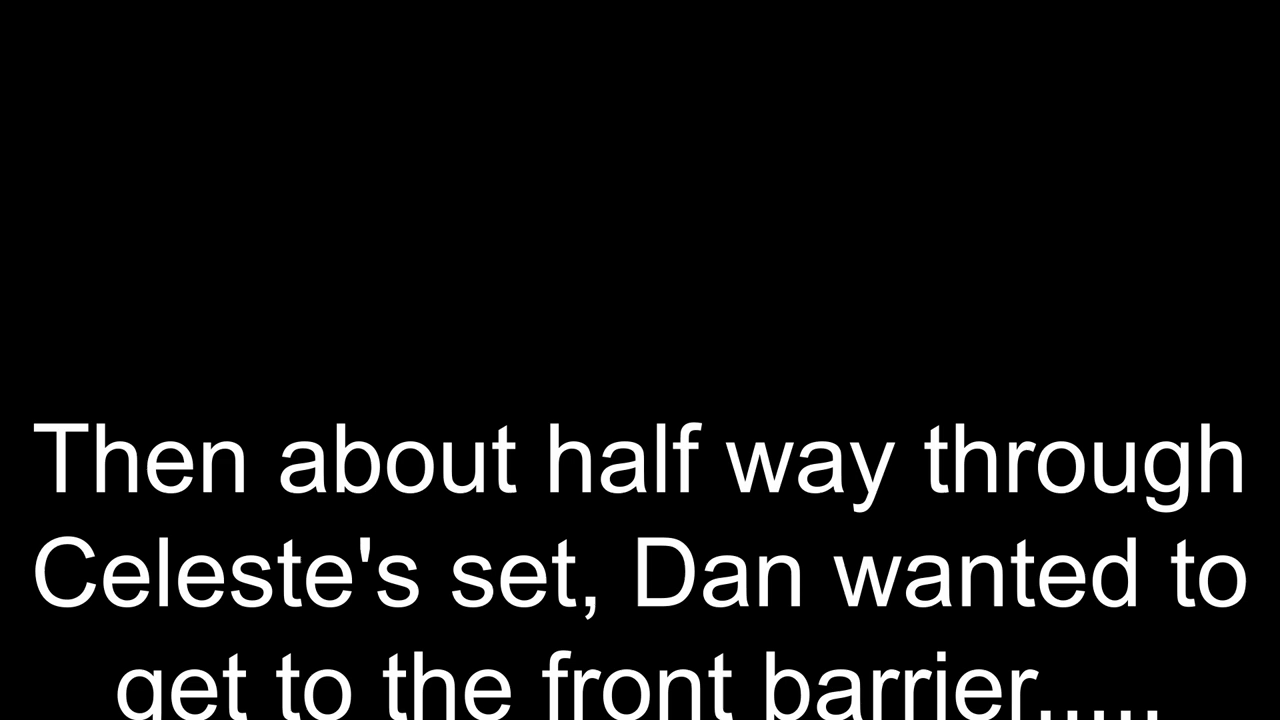 Then about half way through
Celeste's set, Dan wanted to
get to the front barrier.....